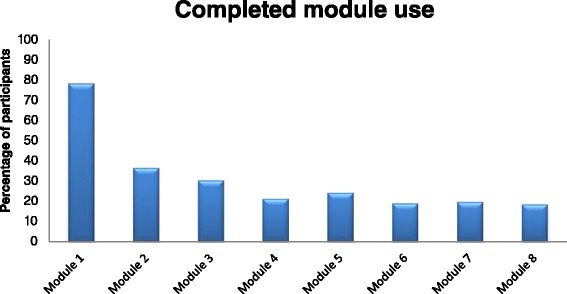 Completed module use
Percentage of participants
100
90
80
70
60
50
40
30
20
10
0
Module 1
Module 2
Module 3
Module 4
Module 5
Module 6
Module 7
Module 8